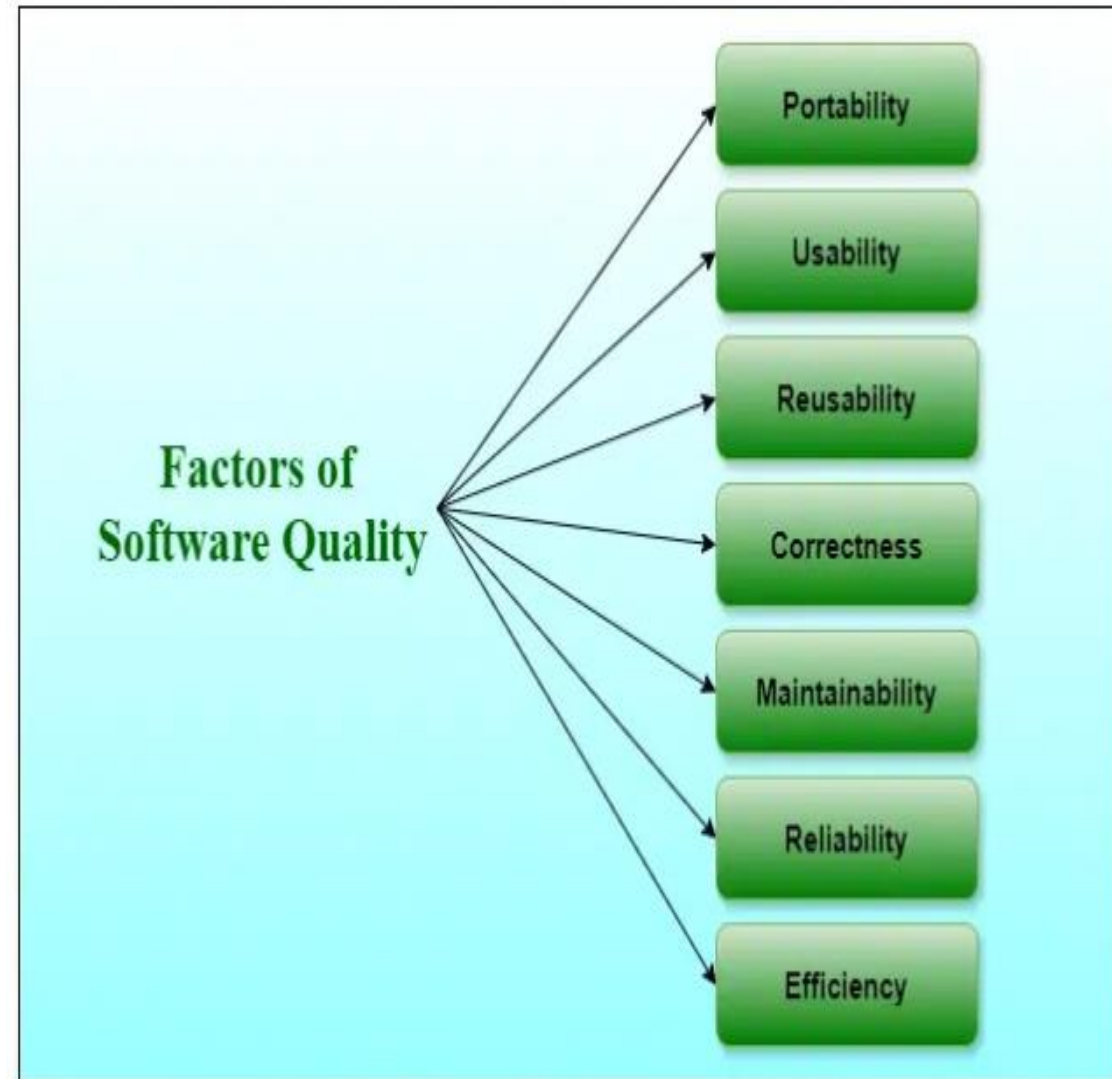 Factors of
Software Quality
Portability
Usability
Reusability
Correctness
Maintainability
Reliability
Efficiency